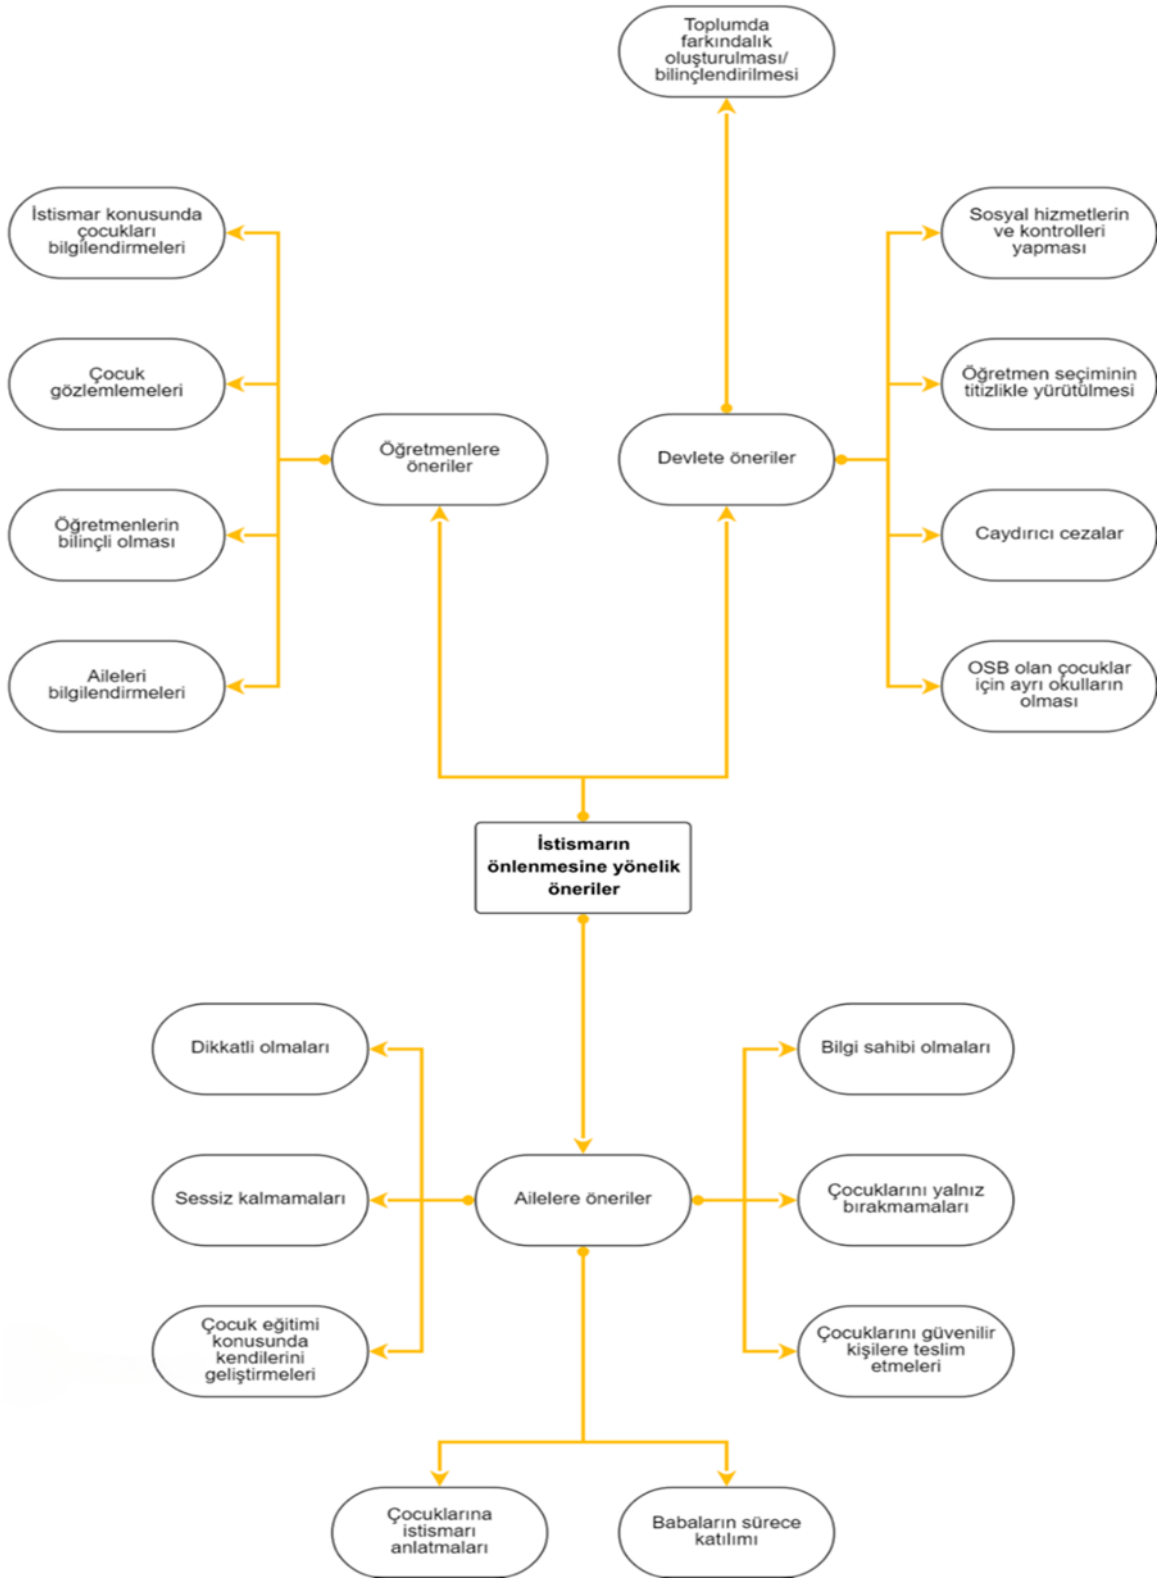 Toplumda
farkındalık
oluşturulması/
bilinçlendirilmesi
İstismar konusunda
çocukları
bilgilendirmeleri
Sosyal hizmetlerin
ve kontrolleri
yapması
Çocuk
gözlemlemeleri
Öğretmen seçiminin
titizlikle yürütülmesi
Öğretmenlere
öneriler
Devlete öneriler
Öğretmenlerin
bilinçli olması
Caydırıcı cezalar
Aileleri
bilgilendirmeleri
OSB olan çocuklar
için ayrı okulların
olması
İstismarın
önlenmesine yönelik
öneriler
Dikkatli olmaları
Bilgi sahibi olmaları
Sessiz kalmamaları
Ailelere öneriler
Çocuklarını yalnız
bırakmamaları
Çocuk eğitimi
konusunda
kendilerini
geliştirmeleri
Çocuklarını güvenilir
kişilere teslim
etmeleri
Çocuklarına
istismarı
anlatmaları
Babaların sürece
katılımı